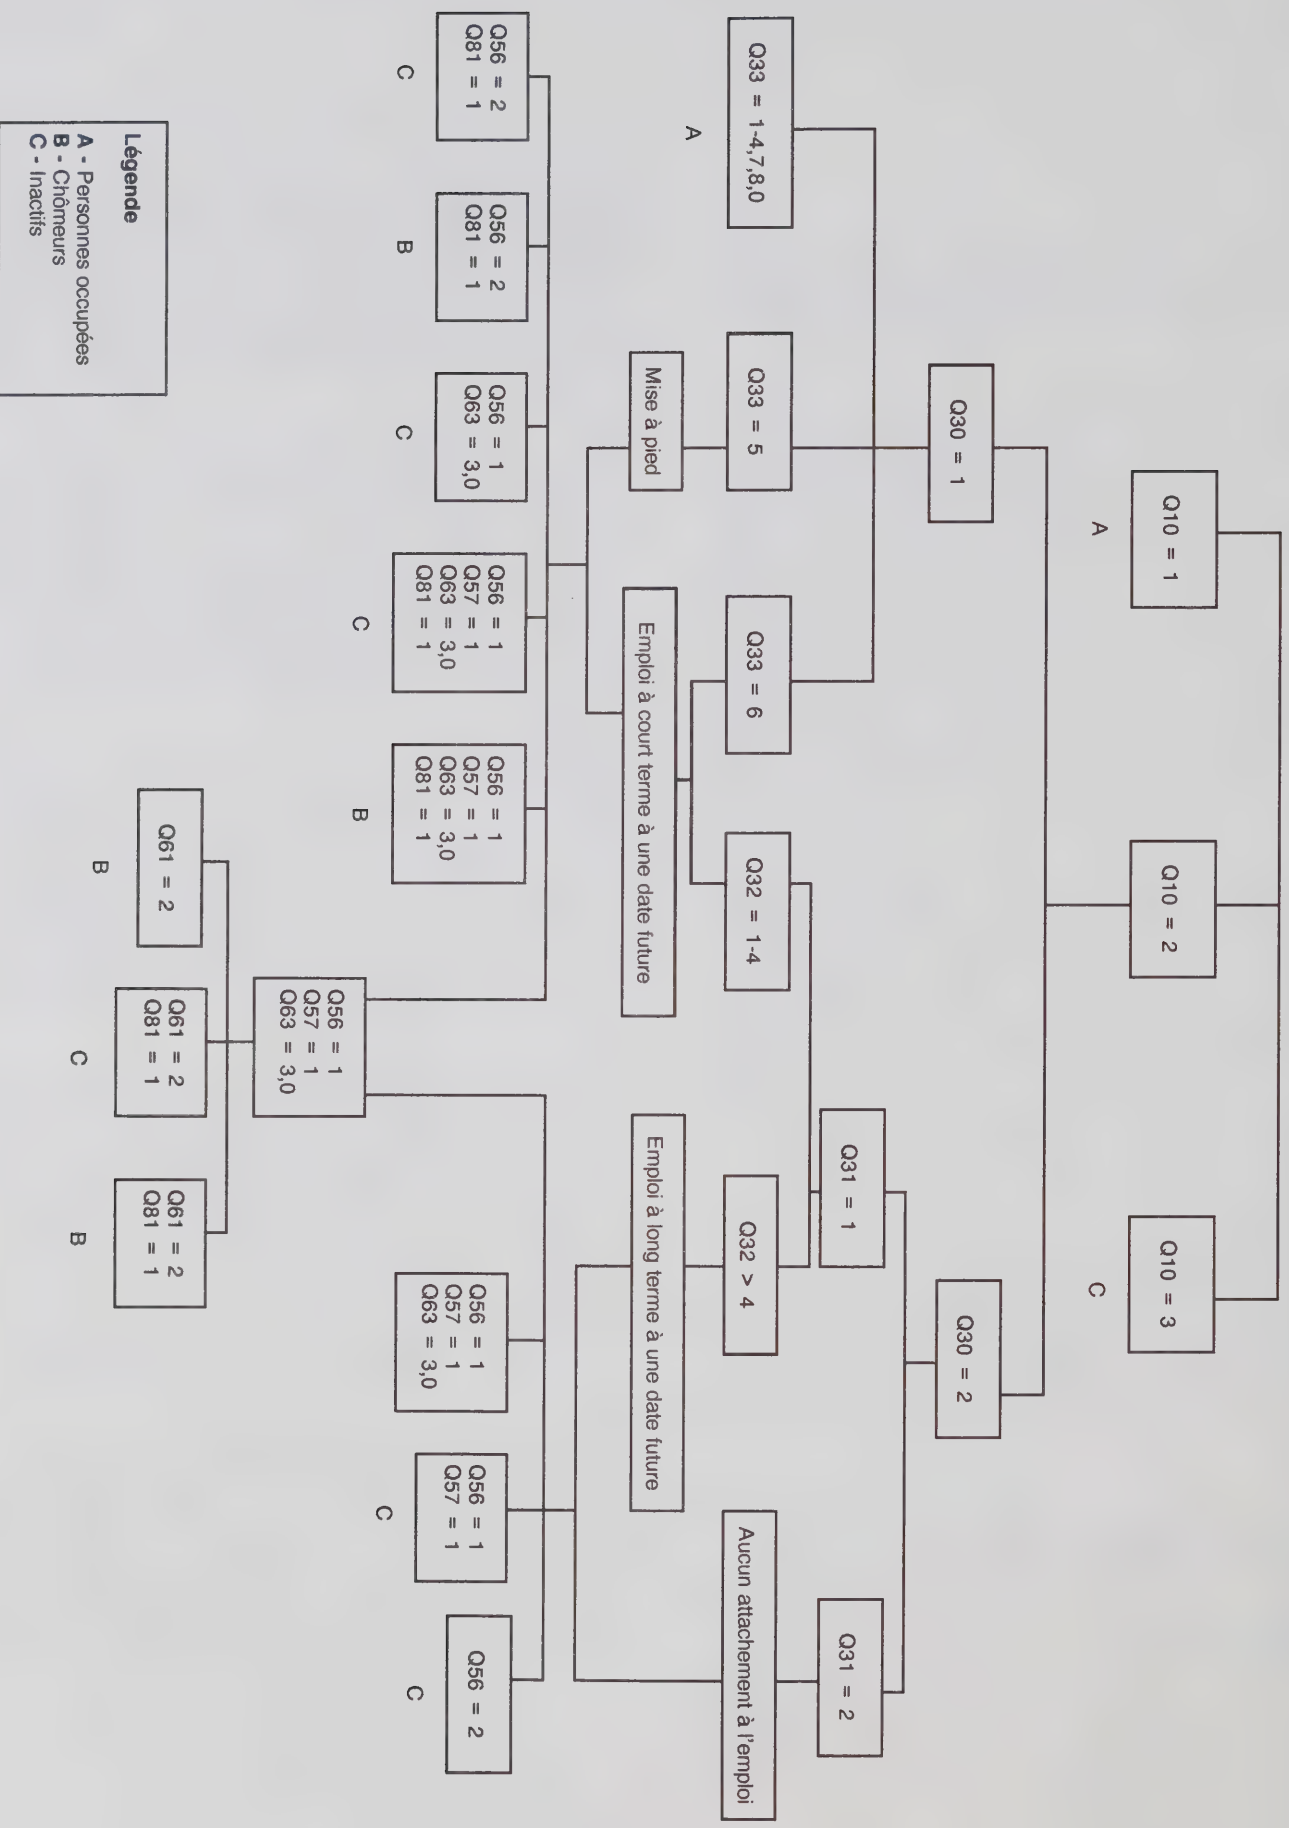 Q10 = 1
A
Q10 = 2
Q10 = 3
C
Q30 = 1
Q30 = 2
Q33 = 1-4,7,8,0
A
Q33 = 5
Q33 = 6
Q32 = 1-4
Q31 = 1
Q32 > 4
Q31 = 2
Mise à pied
Emploi à court terme à une date future
Emploi à long terme à une date future
Aucun attachement à l'emploi
Q56 = 2
Q81 = 1
C
Q56 = 2
Q81 = 1
B
Q56 = 1
Q63 = 3,0
C
Q56 = 1
Q57 = 1
Q63 = 3,0
Q81 = 1
C
Q56 = 1
Q57 = 1
Q63 = 3,0
Q81 = 1
B
Q56 = 1
Q57 = 1
Q63 = 3,0
Q56 = 1
Q57 = 1
Q63 = 3,0
Q56 = 1
Q57 = 1
C
Q56 = 2
C
Q61 = 2
B
Q61 = 2
Q81 = 1
C
Q61 = 2
Q81 = 1
B
Légende
A - Personnes occupées
B - Chômeurs
C - Inactifs